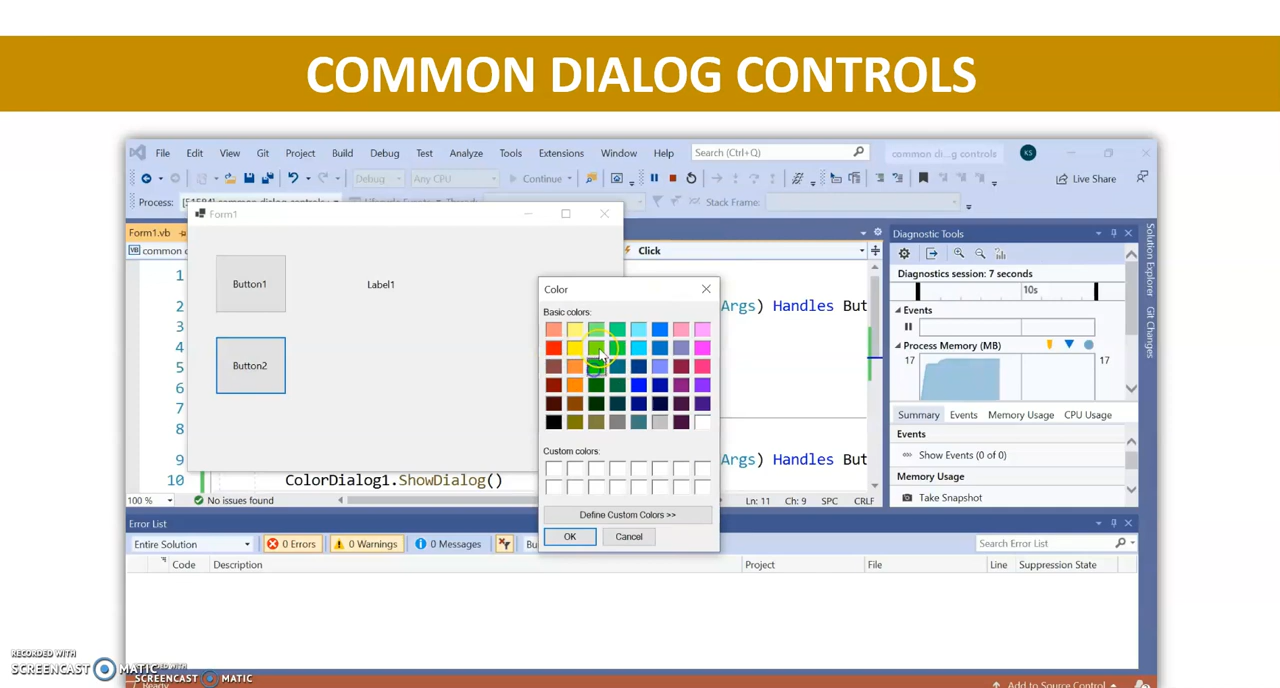 COMMON DIALOG CONTROLS
File Edit View Git Project Build Debug Test Analyze Tools Extensions Window Help Search (Ctrl+Q) common di...g controls KS
Debug Any CPU Continue Live Share
Process: common dialog controls Stack Frame:
Form1
Form1.vb
common Click
Button1
Label1
Button2
1
2
3
4
5
6
7
8
9
10
Args) Handles But
Args) Handles But
ColorDialog1.ShowDialog()
Color
Basic colors:
Custom colors:
Define Custom Colors >>
OK Cancel
Diagnostic Tools
Diagnostics session: 7 seconds
10s
Events
Process Memory (MB)
17 17
Summary Events Memory Usage CPU Usage
Events
Show Events (0 of 0)
Memory Usage
Take Snapshot
Solution Explorer
Git Changes
100 % No issues found Ln: 11 Ch: 9 SPC CRLF
Error List
Entire Solution 0 Errors 0 Warnings 0 Messages Bu Search Error List
Code Description Project File Line Suppression State
RECORDED WITH
SCREENCAST MATIC
SCREENCAST MATIC
Ready Add to Source Control